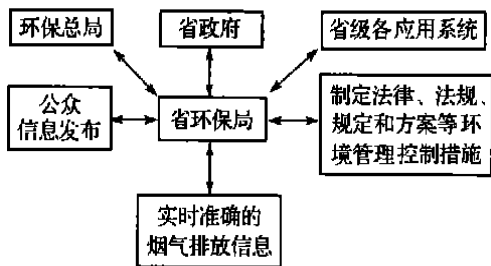 环保总局
省政府
省级各应用系统
公众
信息发布
省环保局
制定法律、法规、
规定和方案等环
境管理控制措施
实时准确的
烟气排放信息